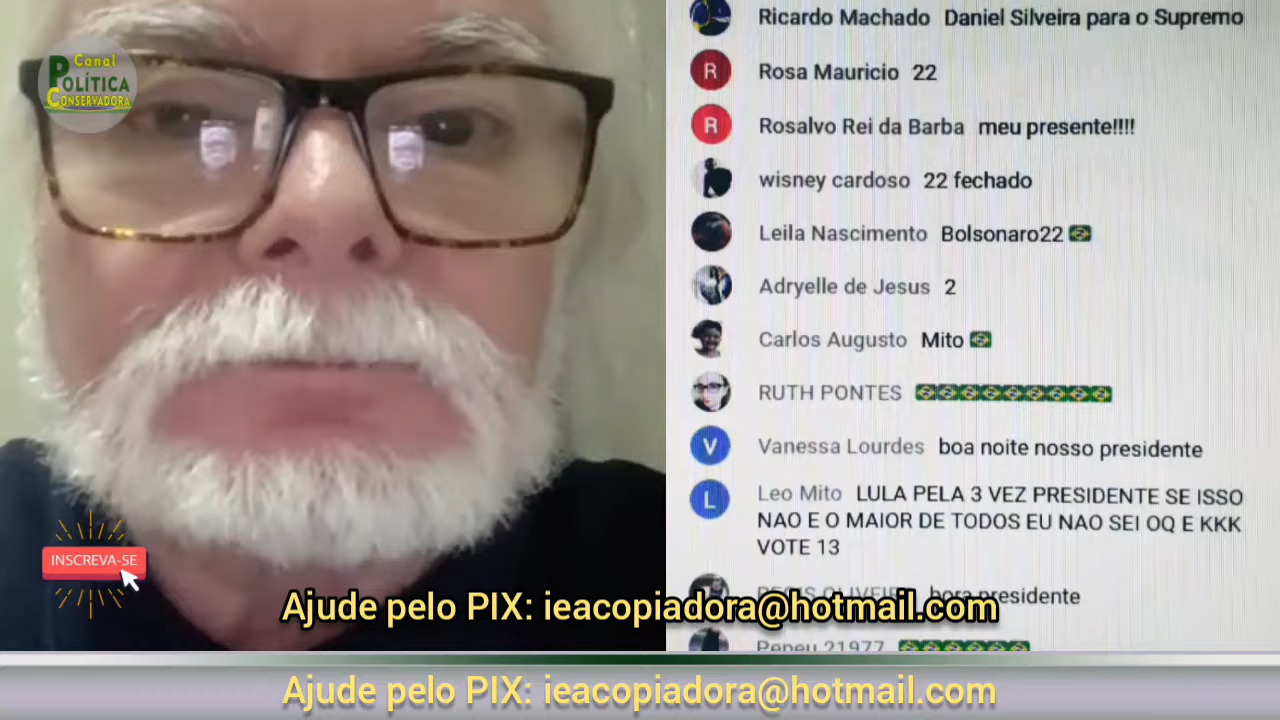 Canal
POLÍTICA
CONSERVADORA
INSCREVA-SE
Ricardo Machado Daniel Silveira para o Supremo
R Rosa Mauricio 22
R Rosalvo Rei da Barba meu presente!!!!
wisney cardoso 22 fechado
Leila Nascimento Bolsonaro22 🇧🇷
Adryelle de Jesus 2
Carlos Augusto Mito 🇧🇷
RUTH PONTES 🇧🇷🇧🇷🇧🇷🇧🇷🇧🇷🇧🇷🇧🇷🇧🇷🇧🇷
V Vanessa Lourdes boa noite nosso presidente
L Leo Mito LULA PELA 3 VEZ PRESIDENTE SE ISSO
NAO E O MAIOR DE TODOS EU NAO SEI OQ E KKK
VOTE 13
bora presidente
Pepeu 21977 🇧🇷🇧🇷🇧🇷🇧🇷🇧🇷🇧🇷
Ajude pelo PIX: ieacopiadora@hotmail.com
Ajude pelo PIX: ieacopiadora@hotmail.com